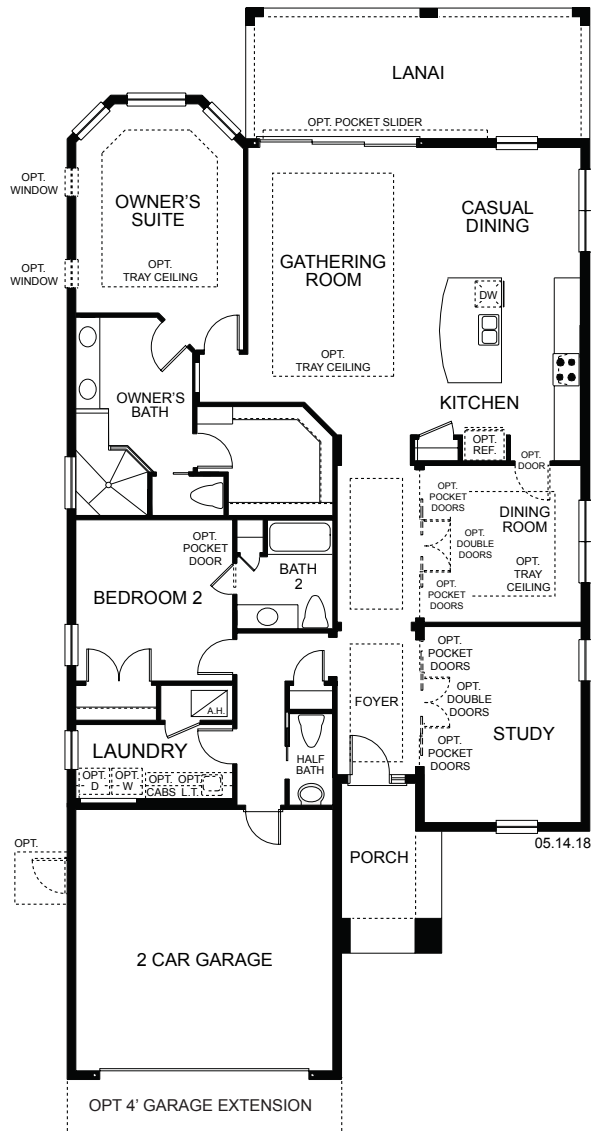 LANAI
OPT. POCKET SLIDER
OPT.
WINDOW
OWNER'S
SUITE
CASUAL
DINING
OPT.
WINDOW
OPT.
TRAY CEILING
GATHERING
ROOM
DW
OPT.
TRAY CEILING
OWNER'S
BATH
KITCHEN
OPT.
REF.
OPT.
DOOR
OPT.
POCKET
DOORS
DINING
ROOM
OPT.
DOUBLE
DOORS
OPT.
TRAY
CEILING
OPT.
POCKET
DOORS
OPT.
POCKET
DOOR
BATH
2
BEDROOM 2
OPT.
POCKET
DOORS
OPT.
DOUBLE
DOORS
OPT.
POCKET
DOORS
STUDY
FOYER
A.H.
LAUNDRY
HALF
BATH
OPT.
D
OPT.
W
OPT.
CABS
OPT.
L.T.
05.14.18
OPT.
PORCH
2 CAR GARAGE
OPT 4' GARAGE EXTENSION